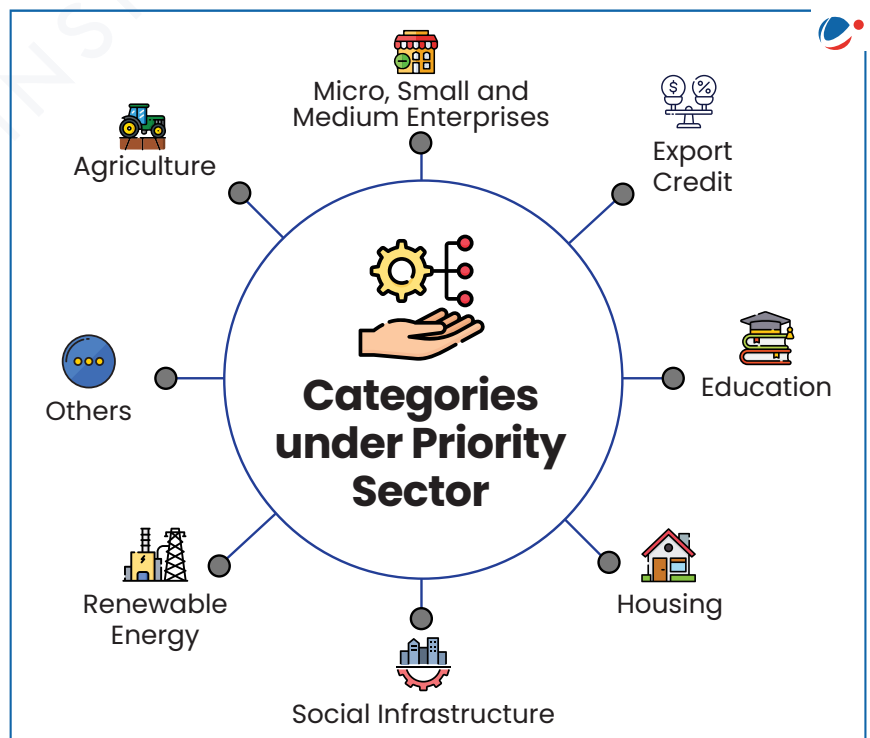 Micro, Small and
Medium Enterprises
Export
Credit
Education
Housing
Social Infrastructure
Renewable
Energy
Others
Agriculture
Categories
under Priority
Sector